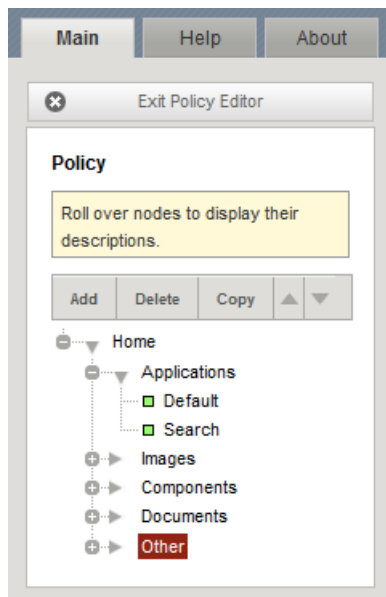 Main Help About
Exit Policy Editor
Policy
Roll over nodes to display their
descriptions.
Add Delete Copy
Home
Applications
Default
Search
Images
Components
Documents
Other